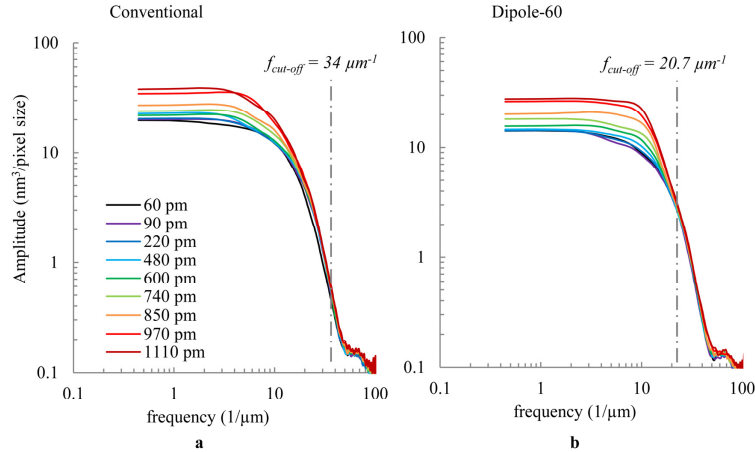 Conventional
Dipole-60
100
10
1
0.1
Amplitude (nm³/pixel size)
f_cut-off = 34 µm⁻¹
60 pm
90 pm
220 pm
480 pm
600 pm
740 pm
850 pm
970 pm
1110 pm
0.1 1 10 100
frequency (1/µm)
a
100
10
1
0.1
f_cut-off = 20.7 µm⁻¹
0.1 1 10 100
frequency (1/µm)
b